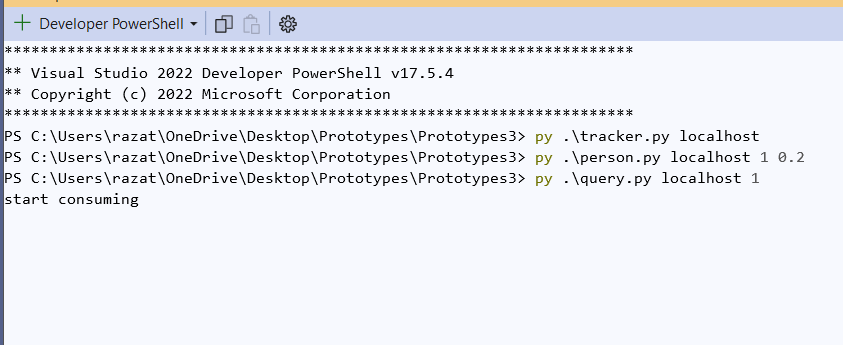 Developer PowerShell
**********************************************************************
** Visual Studio 2022 Developer PowerShell v17.5.4
** Copyright (c) 2022 Microsoft Corporation
**********************************************************************
PS C:\Users\razat\OneDrive\Desktop\Prototypes\Prototypes3> py .\tracker.py localhost
PS C:\Users\razat\OneDrive\Desktop\Prototypes\Prototypes3> py .\person.py localhost 1 0.2
PS C:\Users\razat\OneDrive\Desktop\Prototypes\Prototypes3> py .\query.py localhost 1
start consuming